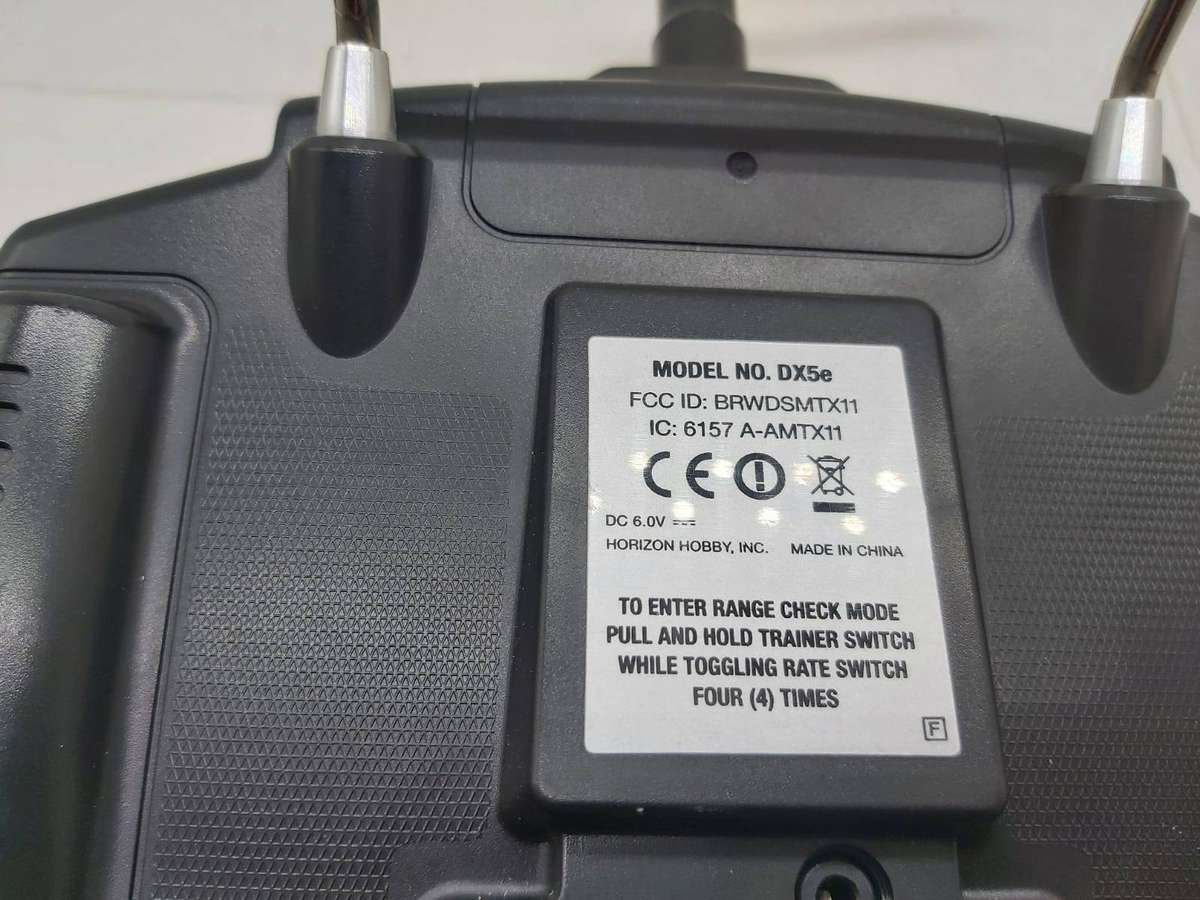 MODEL NO. DX5e
FCC ID: BRWDSMTX11
IC: 6157 A-AMTX11
CE
DC 6.0V
HORIZON HOBBY, INC. MADE IN CHINA
TO ENTER RANGE CHECK MODE
PULL AND HOLD TRAINER SWITCH
WHILE TOGGLING RATE SWITCH
FOUR (4) TIMES
F